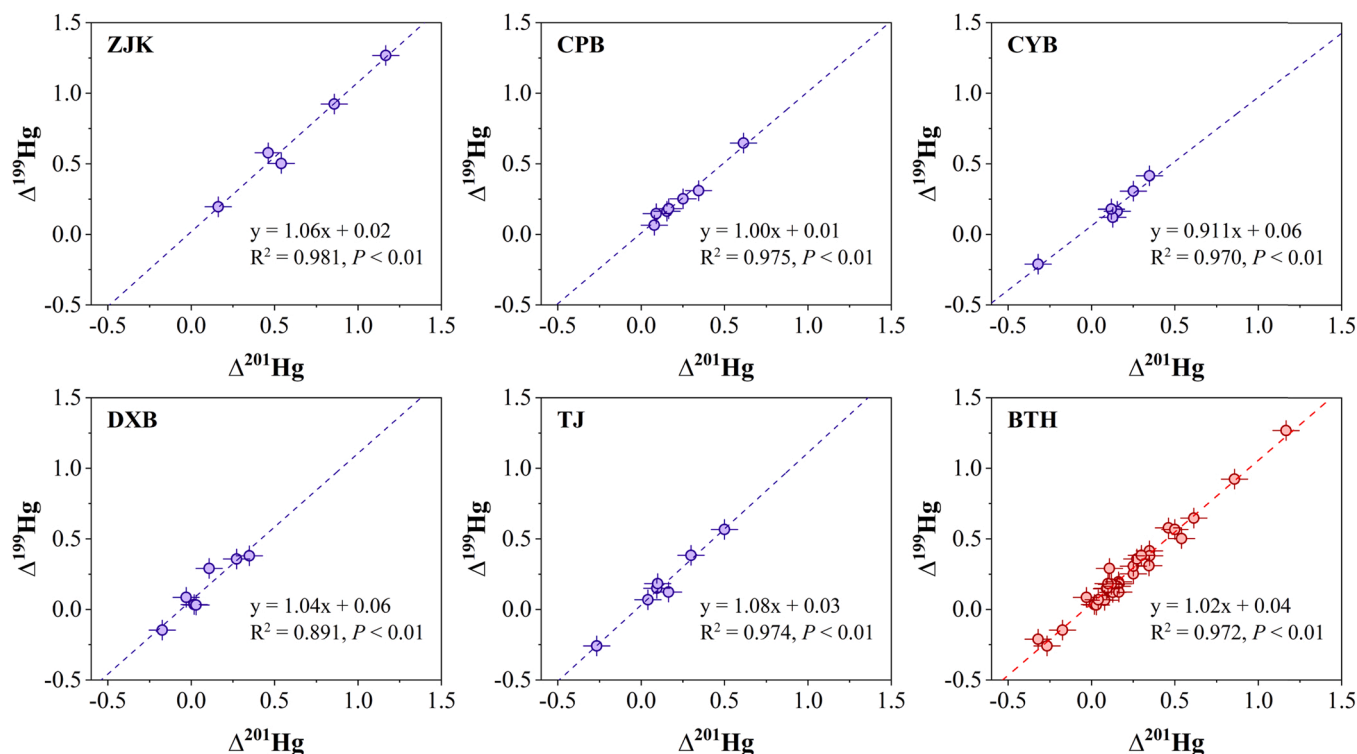 ZJK
1.5
1.0
0.5
0.0
-0.5
Δ¹⁹⁹Hg
y = 1.06x + 0.02
R² = 0.981, P < 0.01
-0.5 0.0 0.5 1.0 1.5
Δ²⁰¹Hg
CPB
1.5
1.0
0.5
0.0
-0.5
Δ¹⁹⁹Hg
y = 1.00x + 0.01
R² = 0.975, P < 0.01
-0.5 0.0 0.5 1.0 1.5
Δ²⁰¹Hg
CYB
1.5
1.0
0.5
0.0
-0.5
Δ¹⁹⁹Hg
y = 0.911x + 0.06
R² = 0.970, P < 0.01
-0.5 0.0 0.5 1.0 1.5
Δ²⁰¹Hg
DXB
1.5
1.0
0.5
0.0
-0.5
Δ¹⁹⁹Hg
y = 1.04x + 0.06
R² = 0.891, P < 0.01
-0.5 0.0 0.5 1.0 1.5
Δ²⁰¹Hg
TJ
1.5
1.0
0.5
0.0
-0.5
Δ¹⁹⁹Hg
y = 1.08x + 0.03
R² = 0.974, P < 0.01
-0.5 0.0 0.5 1.0 1.5
Δ²⁰¹Hg
BTH
1.5
1.0
0.5
0.0
-0.5
Δ¹⁹⁹Hg
y = 1.02x + 0.04
R² = 0.972, P < 0.01
-0.5 0.0 0.5 1.0 1.5
Δ²⁰¹Hg